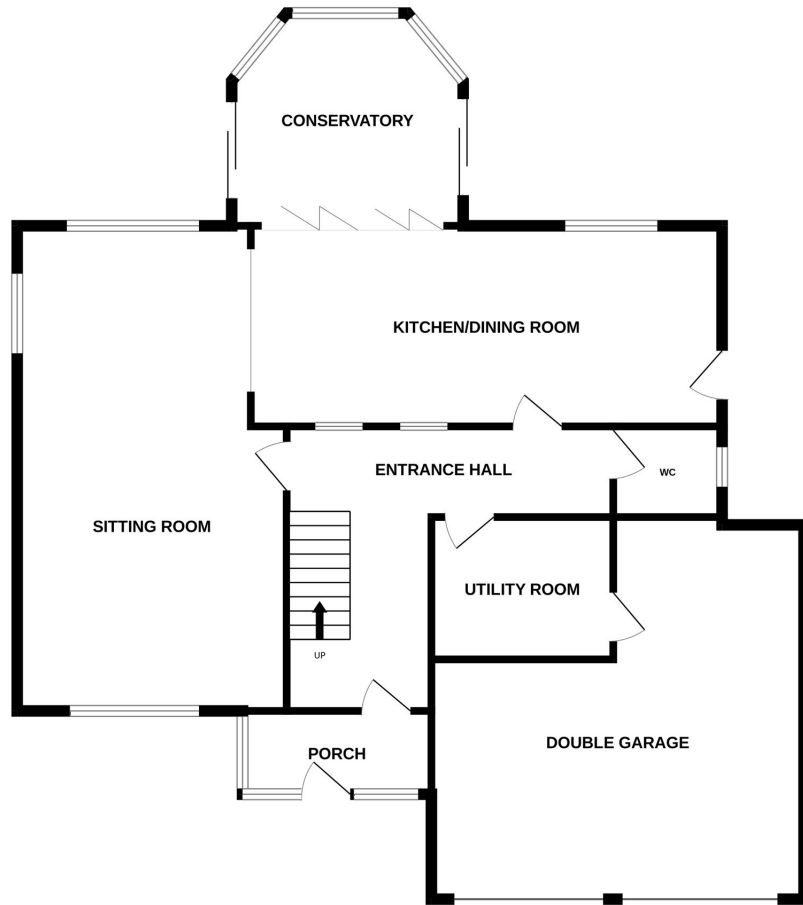 CONSERVATORY
KITCHEN/DINING ROOM
ENTRANCE HALL
WC
SITTING ROOM
UTILITY ROOM
UP
DOUBLE GARAGE
PORCH